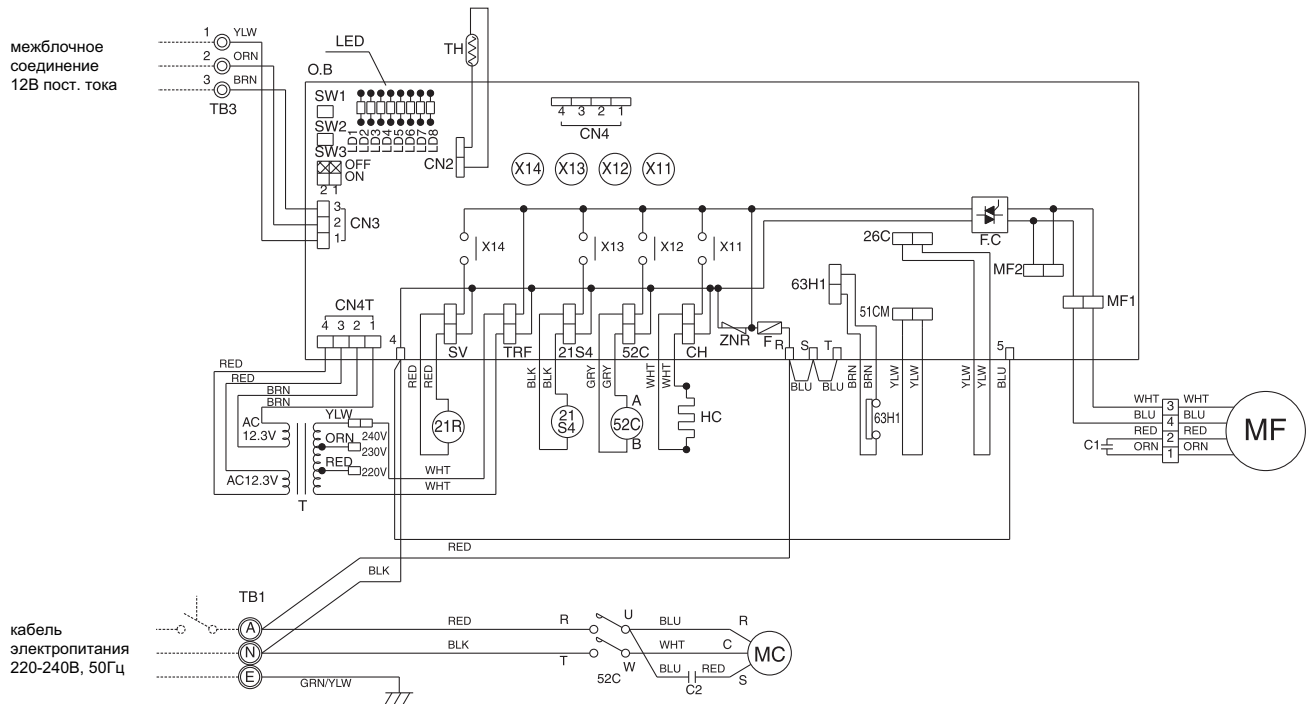 межблочное
соединение
12В пост. тока
1 YLW
2 ORN
3 BRN
TB3
LED
O.B
TH
SW1
SW2
SW3
OFF
ON
2 1
LD1
LD2
LD3
LD4
LD5
LD6
LD7
LD8
CN2
4 3 2 1
CN4
X14 X13 X12 X11
3
2
1
CN3
X14 X13 X12 X11
F.C
26C
MF2
63H1
51CM
MF1
CN4T
4 3 2 1
4
SV TRF 21S4 52C CH
ZNR
F
R S T
5
RED
RED
BRN
BRN
RED
RED
BLK
BLK
GRY
GRY
WHT
WHT
BLU
BLU
BRN
BRN
YLW
YLW
YLW
YLW
BLU
AC
12.3V
AC12.3V
T
YLW
240V
ORN
230V
RED
220V
WHT
WHT
21R
21
S4
A
52C
B
HC
63H1
WHT 3 WHT
BLU 4 BLU
RED 2 RED
ORN 1 ORN
C1
MF
RED
BLK
TB1
кабель
электропитания
220-240В, 50Гц
A
N
E
RED
BLK
GRN/YLW
R
T
U
W
52C
BLU
WHT
BLU
RED
C2
R
C
S
MC